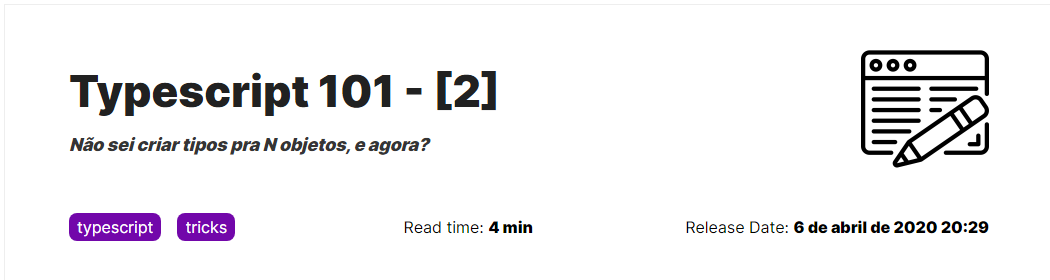 Typescript 101 - [2]
Não sei criar tipos pra N objetos, e agora?
typescript tricks Read time: 4 min Release Date: 6 de abril de 2020 20:29